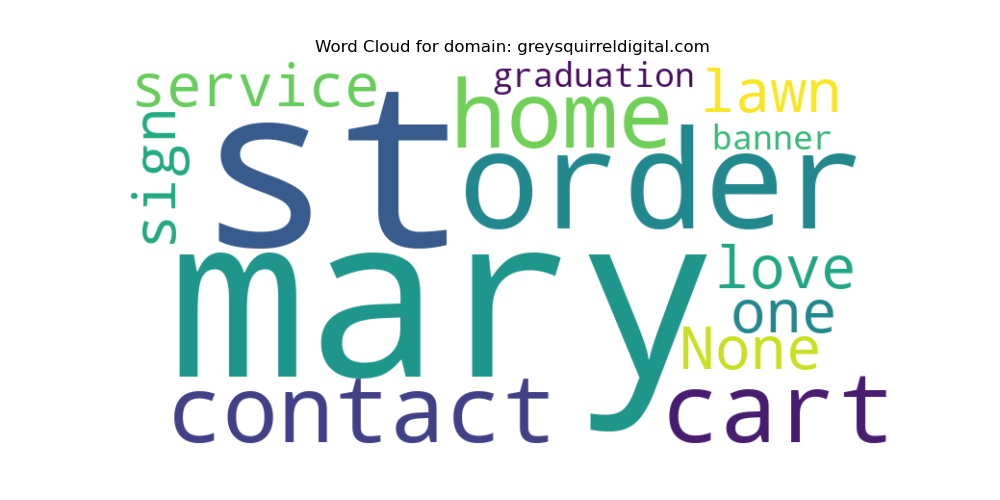 Word Cloud for domain: greysquirreldigital.com
service
graduation
lawn
sign
st
home
banner
order
mary
love
one
None
contact
cart